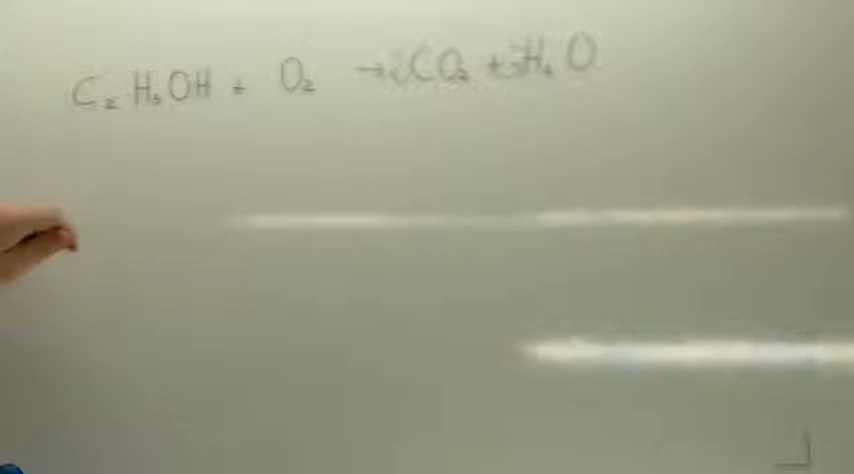 C₂H₅OH + O₂ → 2CO₂ + 3H₂O